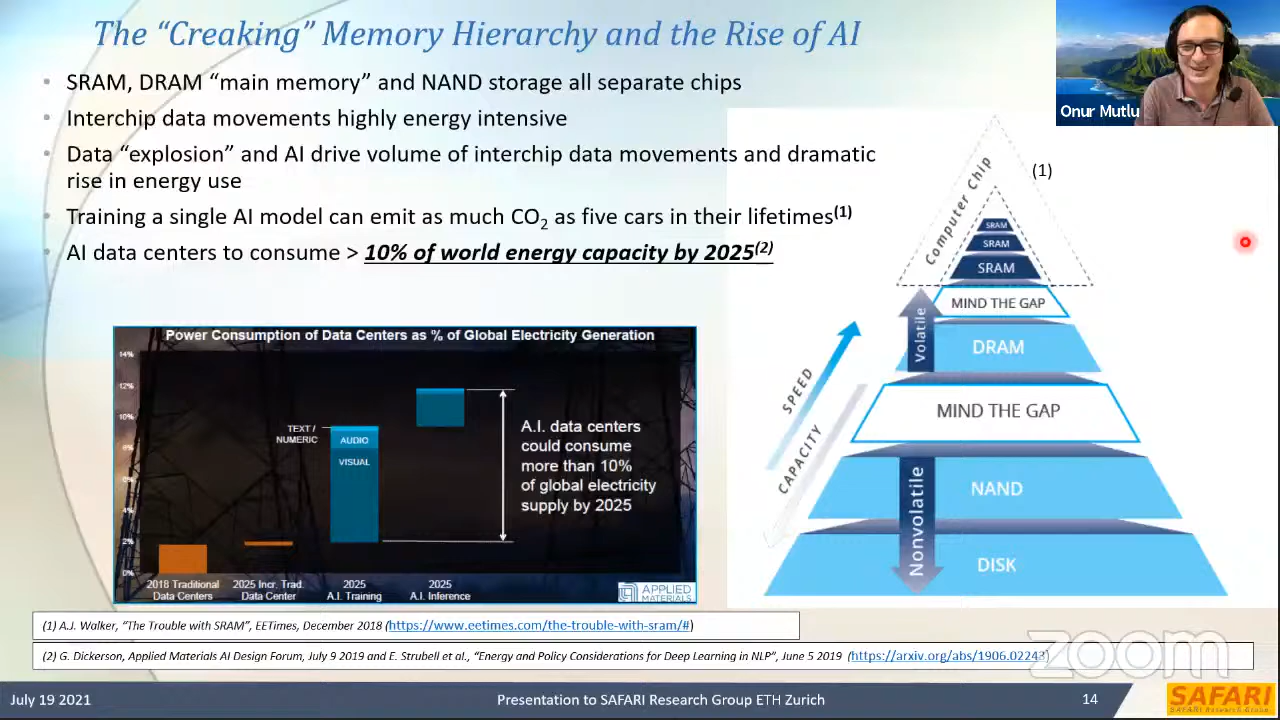 The “Creaking” Memory Hierarchy and the Rise of AI
Onur Mutlu
• SRAM, DRAM “main memory” and NAND storage all separate chips
• Interchip data movements highly energy intensive
• Data “explosion” and AI drive volume of interchip data movements and dramatic
rise in energy use
• Training a single AI model can emit as much CO2 as five cars in their lifetimes(1)
• AI data centers to consume > 10% of world energy capacity by 2025(2)
(1)
Computer Chip
SRAM
SRAM
SRAM
MIND THE GAP
Volatile
DRAM
MIND THE GAP
SPEED
CAPACITY
NAND
Nonvolatile
DISK
Power Consumption of Data Centers as % of Global Electricity Generation
14%
12%
10%
8%
6%
4%
2%
0%
TEXT /
NUMERIC
AUDIO
VISUAL
A.I. data centers
could consume
more than 10%
of global electricity
supply by 2025
2018 Traditional
Data Centers
2025 Incr. Trad.
Data Center
2025
A.I. Training
2025
A.I. Inference
APPLIED
MATERIALS
(1) A.J. Walker, “The Trouble with SRAM”, EETimes, December 2018 (https://www.eetimes.com/the-trouble-with-sram/#)
(2) G. Dickerson, Applied Materials AI Design Forum, July 9 2019 and E. Strubell et al., “Energy and Policy Considerations for Deep Learning in NLP”, June 5 2019 (https://arxiv.org/abs/1906.02243)
zoom
July 19 2021
Presentation to SAFARI Research Group ETH Zurich
14
SAFARI
SAFARI Research Group